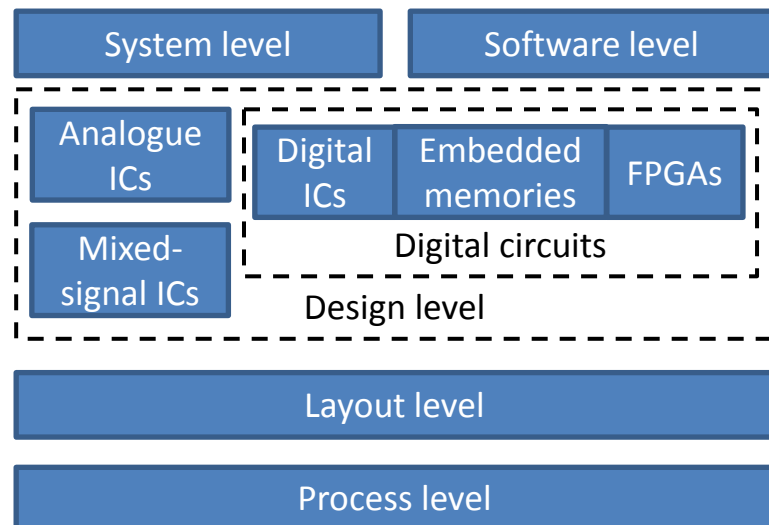 System level
Software level
Analogue
ICs
Digital
ICs
Embedded
memories
FPGAs
Mixed-
signal ICs
Digital circuits
Design level
Layout level
Process level